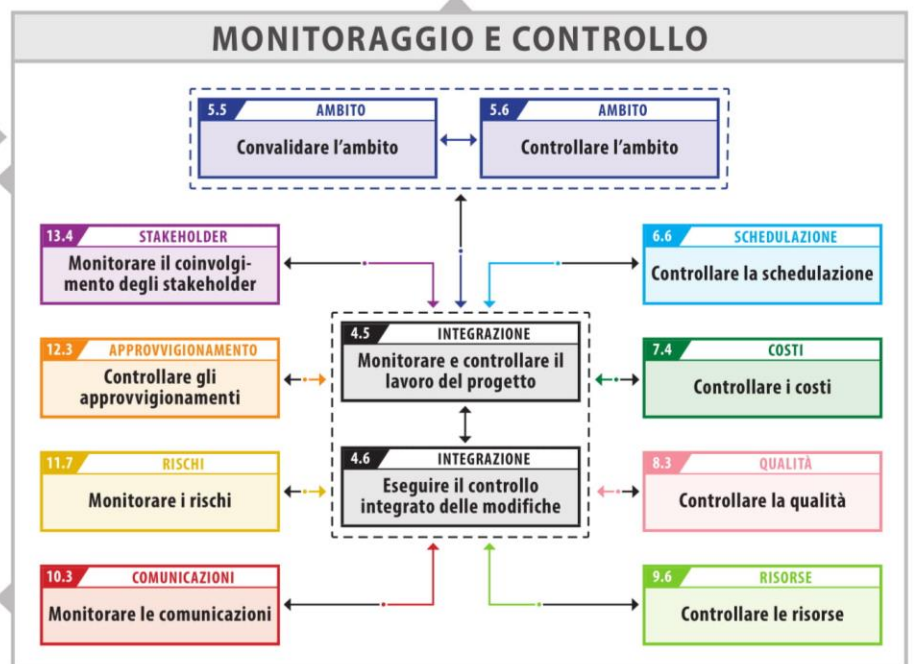 MONITORAGGIO E CONTROLLO
5.5 AMBITO
Convalidare l'ambito
5.6 AMBITO
Controllare l'ambito
13.4 STAKEHOLDER
Monitorare il coinvolgi-
mento degli stakeholder
6.6 SCHEDULAZIONE
Controllare la schedulazione
4.5 INTEGRAZIONE
Monitorare e controllare il
lavoro del progetto
12.3 APPROVVIGIONAMENTO
Controllare gli
approvvigionamenti
7.4 COSTI
Controllare i costi
4.6 INTEGRAZIONE
Eseguire il controllo
integrato delle modifiche
11.7 RISCHI
Monitorare i rischi
8.3 QUALITÀ
Controllare la qualità
10.3 COMUNICAZIONI
Monitorare le comunicazioni
9.6 RISORSE
Controllare le risorse